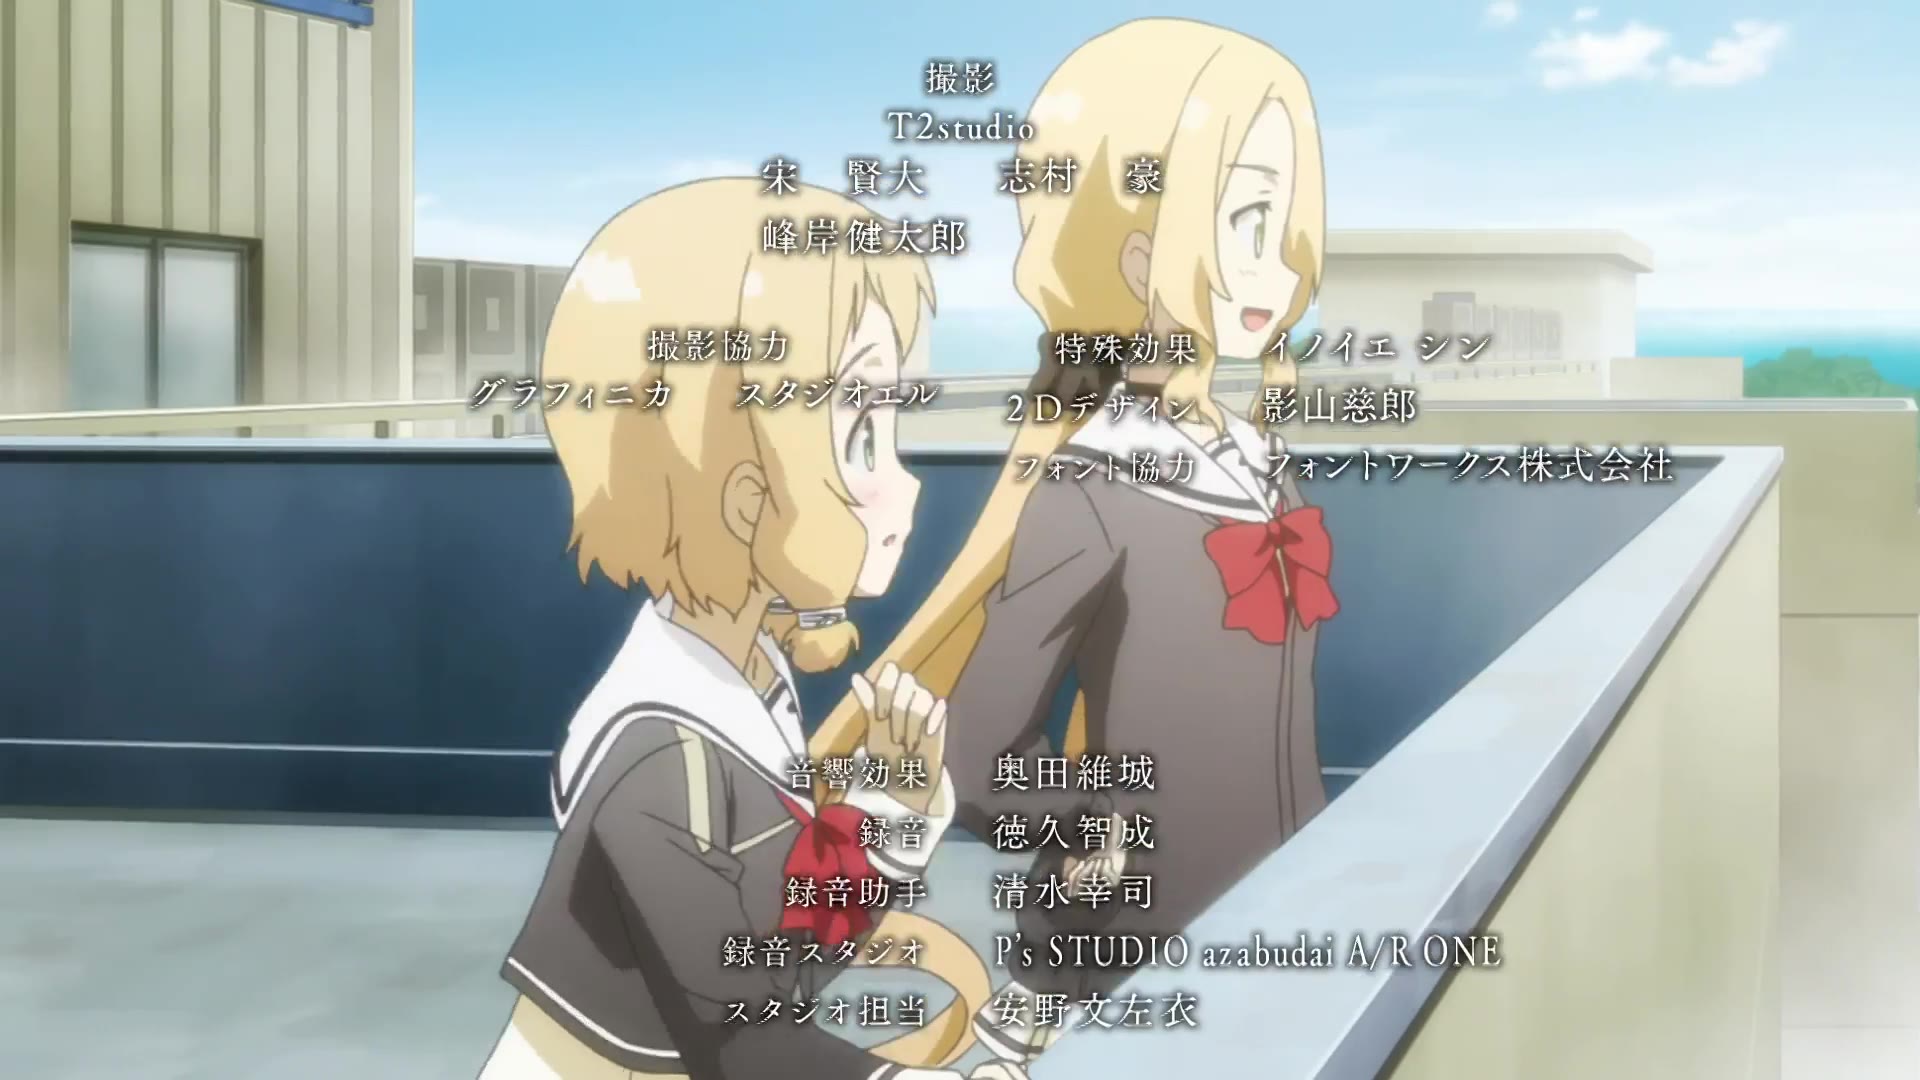 撮影
T2studio
宋 賢大 志村 豪
峰岸健太郎
撮影協力
グラフィニカ スタジオエル
特殊効果 イノイエ シン
2Dデザイン 影山慈郎
フォント協力 フォントワークス株式会社
音響効果 奥田維城
録音 徳久智成
録音助手 清水幸司
録音スタジオ P's STUDIO azabudai A/R ONE
スタジオ担当 安野文左衣